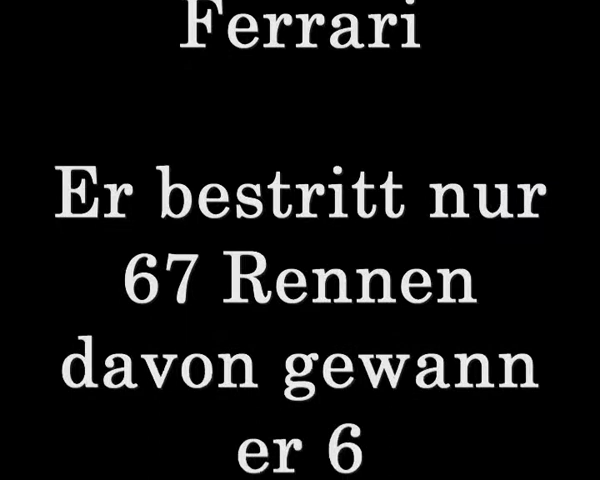 Ferrari
Er bestritt nur
67 Rennen
davon gewann
er 6